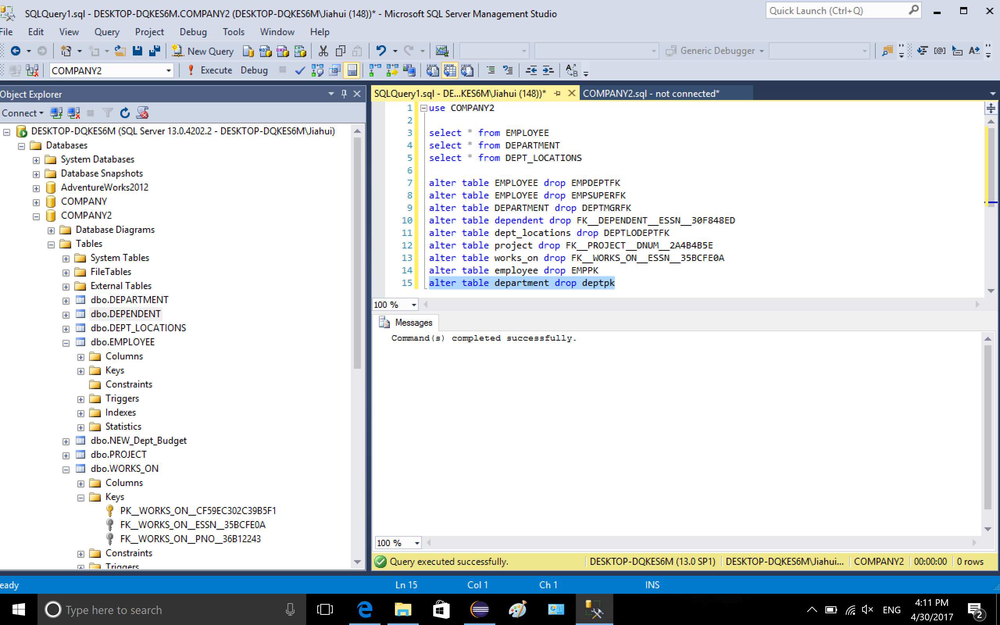 SQLQuery1.sql - DESKTOP-DQKES6M.COMPANY2 (DESKTOP-DQKES6M\Jiahui (148))* - Microsoft SQL Server Management Studio
Quick Launch (Ctrl+Q)
File Edit View Query Project Debug Tools Window Help
New Query
Generic Debugger
COMPANY2
Execute Debug
Object Explorer
Connect
DESKTOP-DQKES6M (SQL Server 13.0.4202.2 - DESKTOP-DQKES6M\Jiahui)
Databases
System Databases
Database Snapshots
AdventureWorks2012
COMPANY
COMPANY2
Database Diagrams
Tables
System Tables
FileTables
External Tables
dbo.DEPARTMENT
dbo.DEPENDENT
dbo.DEPT_LOCATIONS
dbo.EMPLOYEE
Columns
Keys
Constraints
Triggers
Indexes
Statistics
dbo.NEW_Dept_Budget
dbo.PROJECT
dbo.WORKS_ON
Columns
Keys
PK__WORKS_ON__CF59EC302C39B5F1
FK__WORKS_ON__ESSN__35BCFE0A
FK__WORKS_ON__PNO__36B12243
Constraints
Triggers
SQLQuery1.sql - DE...KES6M\Jiahui (148))* COMPANY2.sql - not connected*
1 use COMPANY2
2
3 select * from EMPLOYEE
4 select * from DEPARTMENT
5 select * from DEPT_LOCATIONS
6
7 alter table EMPLOYEE drop EMPDEPTFK
8 alter table EMPLOYEE drop EMPSUPERFK
9 alter table DEPARTMENT drop DEPTMGRFK
10 alter table dependent drop FK__DEPENDENT__ESSN__30F848ED
11 alter table dept_locations drop DEPTLODEPTFK
12 alter table project drop FK__PROJECT__DNUM__2A4B4B5E
13 alter table works_on drop FK__WORKS_ON__ESSN__35BCFE0A
14 alter table employee drop EMPPK
15 alter table department drop deptpk
100 %
Messages
Command(s) completed successfully.
100 %
Query executed successfully. DESKTOP-DQKES6M (13.0 SP1) DESKTOP-DQKES6M\Jiahui... COMPANY2 00:00:00 0 rows
eady Ln 15 Col 1 Ch 1 INS
Type here to search
ENG
4:11 PM
4/30/2017
2